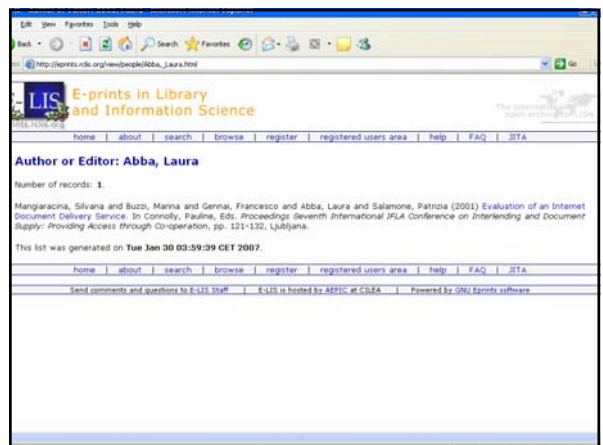 Edit View Favorites Tools Help
Back Search Favorites
http://eprints.rclis.org/view/people/Abba,_Laura.html Go
LIS E-prints in Library
and Information Science
The international
open archive for LIS
home | about | search | browse | register | registered users area | help | FAQ | JITA
Author or Editor: Abba, Laura
Number of records: 1.
Mangiaracina, Silvana and Buzzi, Marina and Gennai, Francesco and Abba, Laura and Salamone, Patrizia (2001) Evaluation of an Internet
Document Delivery Service. In Connolly, Pauline, Eds. Proceedings Seventh International IFLA Conference on Interlending and Document
Supply: Providing Access through Co-operation, pp. 121-132, Ljubljana.
This list was generated on Tue Jan 30 03:59:39 CET 2007.
home | about | search | browse | register | registered users area | help | FAQ | JITA
Send comments and questions to E-LIS Staff | E-LIS is hosted by AEPIC at CILEA | Powered by GNU Eprints software